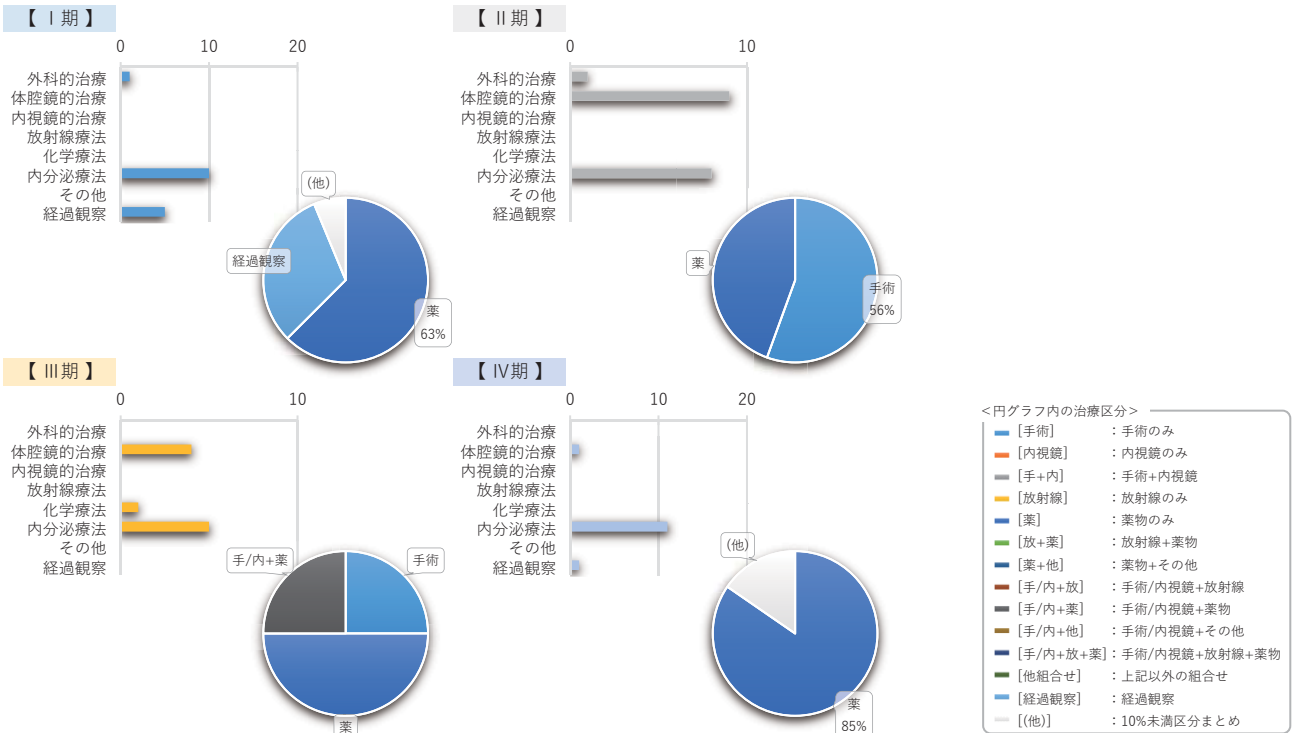 【 Ⅰ期 】
0 10 20
外科的治療
体腔鏡的治療
内視鏡的治療
放射線療法
化学療法
内分泌療法
その他
経過観察
(他)
経過観察
薬
63%
【 Ⅱ期 】
0 10
外科的治療
体腔鏡的治療
内視鏡的治療
放射線療法
化学療法
内分泌療法
その他
経過観察
薬
手術
56%
【 Ⅲ期 】
0 10
外科的治療
体腔鏡的治療
内視鏡的治療
放射線療法
化学療法
内分泌療法
その他
経過観察
手/内+薬
手術
薬
【 Ⅳ期 】
0 10 20
外科的治療
体腔鏡的治療
内視鏡的治療
放射線療法
化学療法
内分泌療法
その他
経過観察
(他)
薬
85%
<円グラフ内の治療区分>
[手術] ：手術のみ
[内視鏡] ：内視鏡のみ
[手+内] ：手術+内視鏡
[放射線] ：放射線のみ
[薬] ：薬物のみ
[放+薬] ：放射線+薬物
[薬+他] ：薬物+その他
[手/内+放] ：手術/内視鏡+放射線
[手/内+薬] ：手術/内視鏡+薬物
[手/内+他] ：手術/内視鏡+その他
[手/内+放+薬]：手術/内視鏡+放射線+薬物
[他組合せ] ：上記以外の組合せ
[経過観察] ：経過観察
[(他)] ：10%未満区分まとめ